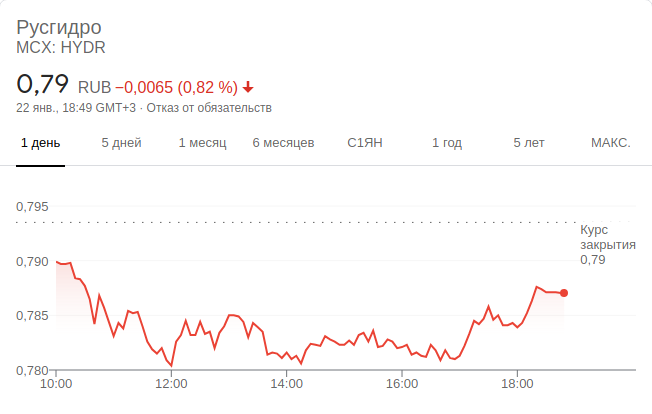 Русгидро
MCX: HYDR
0,79 RUB −0,0065 (0,82 %)
22 янв., 18:49 GMT+3 · Отказ от обязательств
1 день 5 дней 1 месяц 6 месяцев С1ЯН 1 год 5 лет МАКС.
0,795
Курс
закрытия
0,79
0,790
0,785
0,780
10:00 12:00 14:00 16:00 18:00